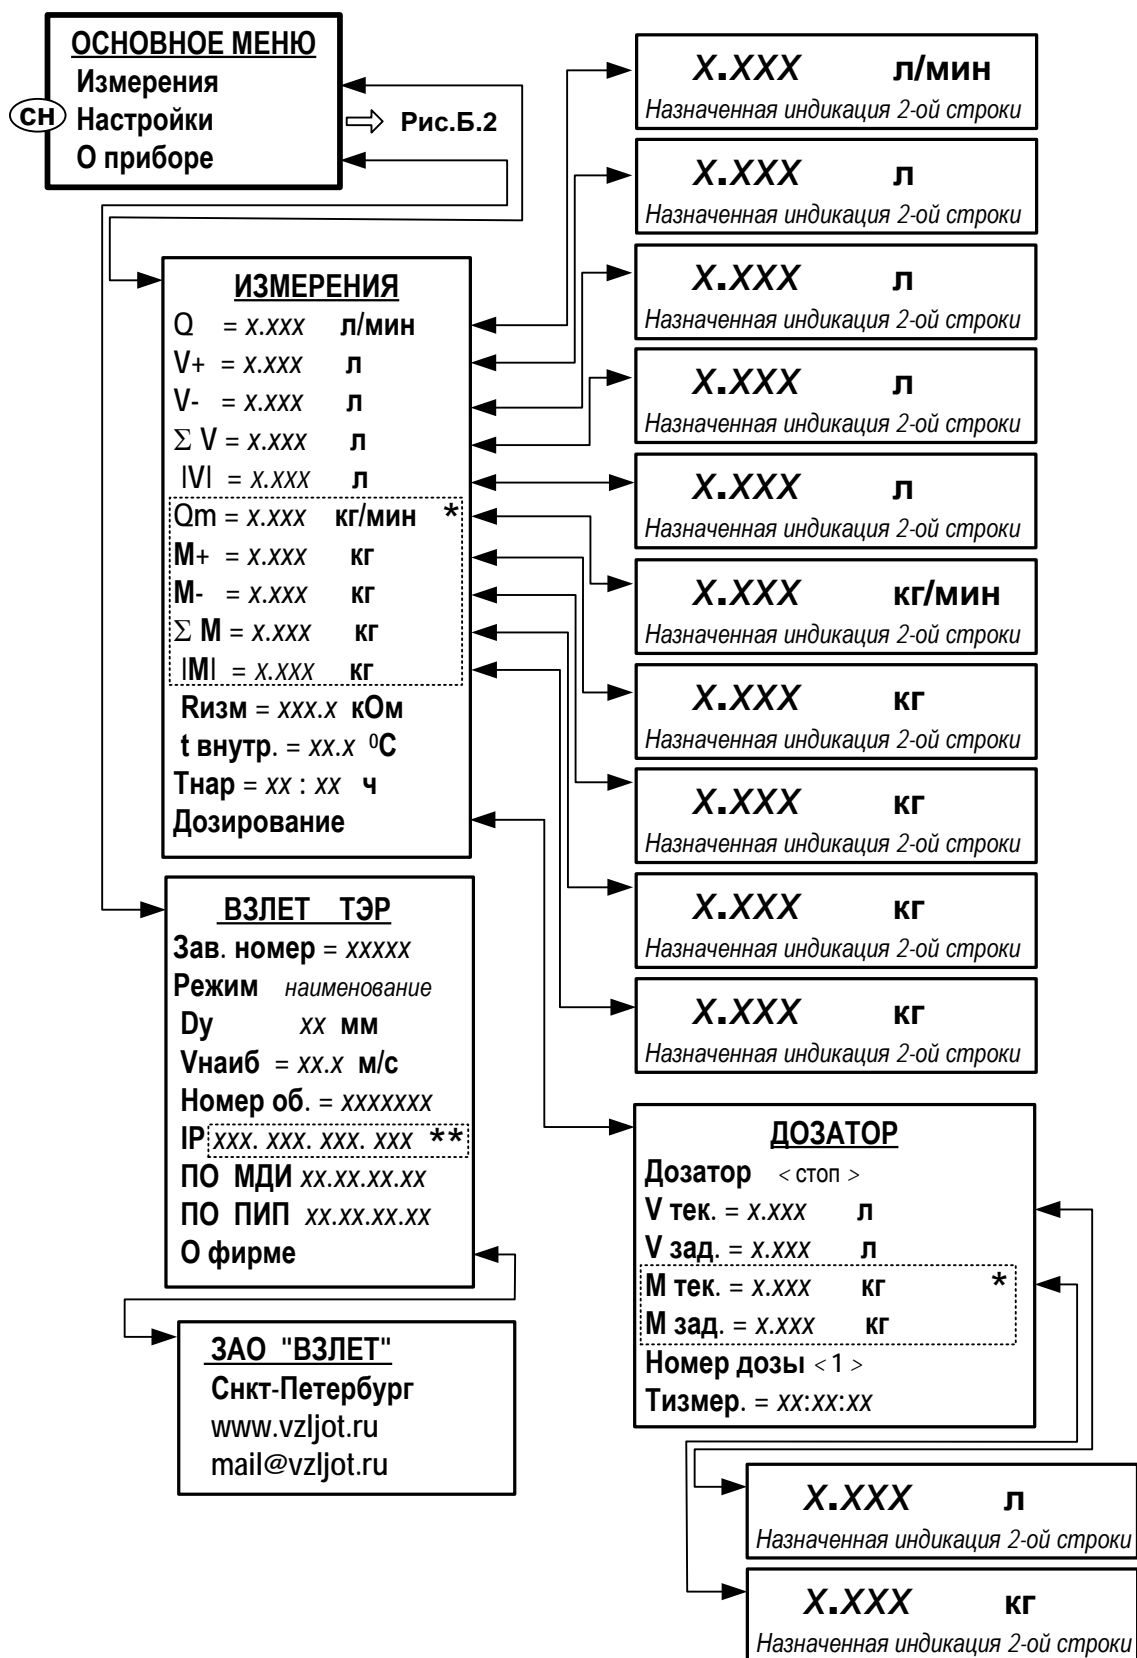 ОСНОВНОЕ МЕНЮ
Измерения
сн
Настройки
Рис.Б.2
О приборе
ИЗМЕРЕНИЯ
Q = x.xxx л/мин
V+ = x.xxx л
V- = x.xxx л
Σ V = x.xxx л
|V| = x.xxx л
Qm = x.xxx кг/мин *
M+ = x.xxx кг
M- = x.xxx кг
Σ M = x.xxx кг
|M| = x.xxx кг
Rизм = xxx.x кОм
t внутр. = xx.x ⁰C
Tнар = xx : xx ч
Дозирование
ВЗЛЕТ ТЭР
Зав. номер = xxxxx
Режим наименование
Dy xx мм
Vнаиб = xx.x м/с
Номер об. = xxxxxxx
IP xxx. xxx. xxx. xxx **
ПО МДИ xx.xx.xx.xx
ПО ПИП xx.xx.xx.xx
О фирме
ЗАО "ВЗЛЕТ"
Снкт-Петербург
www.vzljot.ru
mail@vzljot.ru
X.XXX л/мин
Назначенная индикация 2-ой строки
X.XXX л
Назначенная индикация 2-ой строки
X.XXX л
Назначенная индикация 2-ой строки
X.XXX л
Назначенная индикация 2-ой строки
X.XXX л
Назначенная индикация 2-ой строки
X.XXX кг/мин
Назначенная индикация 2-ой строки
X.XXX кг
Назначенная индикация 2-ой строки
X.XXX кг
Назначенная индикация 2-ой строки
X.XXX кг
Назначенная индикация 2-ой строки
X.XXX кг
Назначенная индикация 2-ой строки
ДОЗАТОР
Дозатор < стоп >
V тек. = x.xxx л
V зад. = x.xxx л
M тек. = x.xxx кг *
M зад. = x.xxx кг
Номер дозы < 1 >
Tизмер. = xx:xx:xx
X.XXX л
Назначенная индикация 2-ой строки
X.XXX кг
Назначенная индикация 2-ой строки